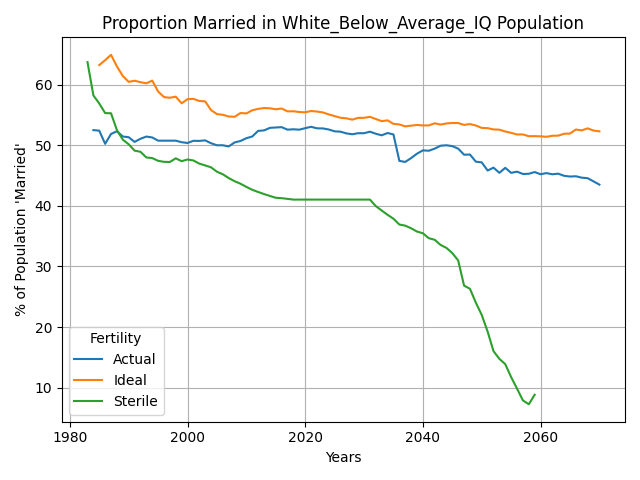 Proportion Married in White_Below_Average_IQ Population
% of Population 'Married'
60
50
40
30
20
10
Fertility
Actual
Ideal
Sterile
1980 2000 2020 2040 2060
Years